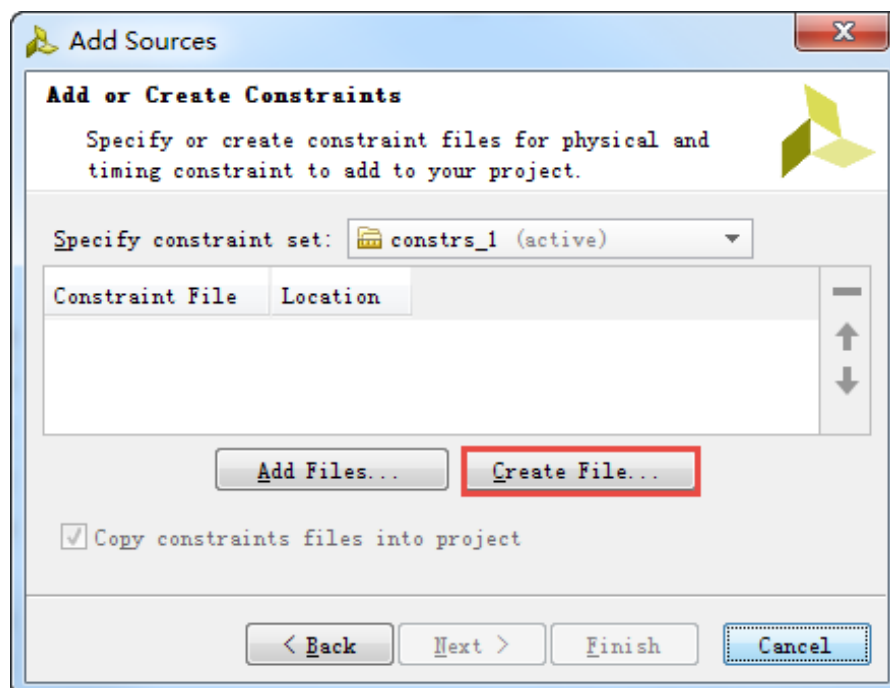 Add Sources
Add or Create Constraints
Specify or create constraint files for physical and
timing constraint to add to your project.
Specify constraint set: constrs_1 (active)
Constraint File Location
Add Files... Create File...
Copy constraints files into project
< Back Next > Finish Cancel